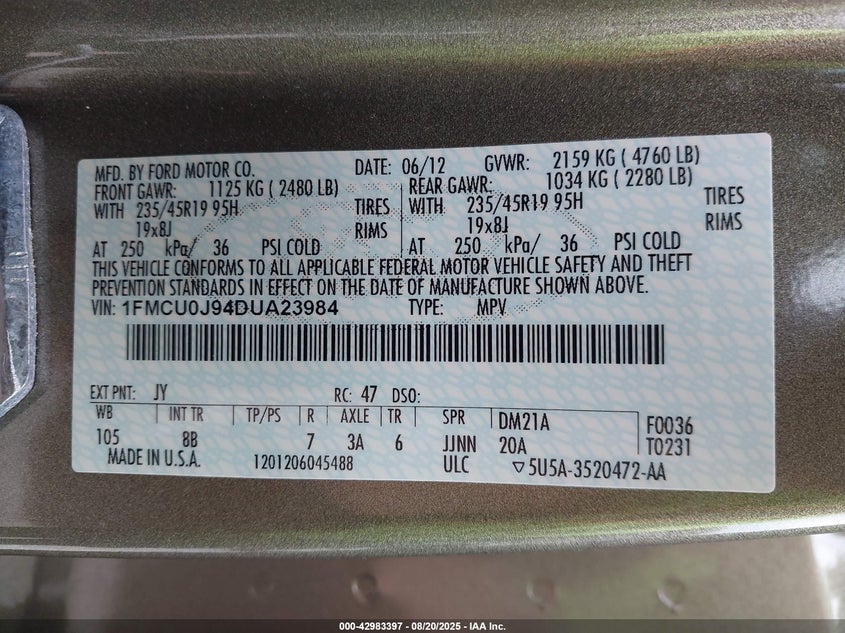 MFD. BY FORD MOTOR CO. DATE: 06/12 GVWR: 2159 KG ( 4760 LB)
FRONT GAWR: 1125 KG ( 2480 LB) REAR GAWR: 1034 KG ( 2280 LB)
WITH 235/45R19 95H TIRES WITH 235/45R19 95H TIRES
19x8J RIMS 19x8J RIMS
AT 250 kPa/ 36 PSI COLD AT 250 kPa/ 36 PSI COLD
THIS VEHICLE CONFORMS TO ALL APPLICABLE FEDERAL MOTOR VEHICLE SAFETY AND THEFT
PREVENTION STANDARDS IN EFFECT ON THE DATE OF MANUFACTURE SHOWN ABOVE.
VIN: 1FMCU0J94DUA23984 TYPE: MPV
EXT PNT: JY RC: 47 DSO:
WB INT TR TP/PS R AXLE TR SPR DM21A F0036
105 8B 7 3A 6 JJNN 20A T0231
MADE IN U.S.A. 1201206045488 ULC ▽5U5A-3520472-AA
000-42983397 - 08/20/2025 - IAA Inc.